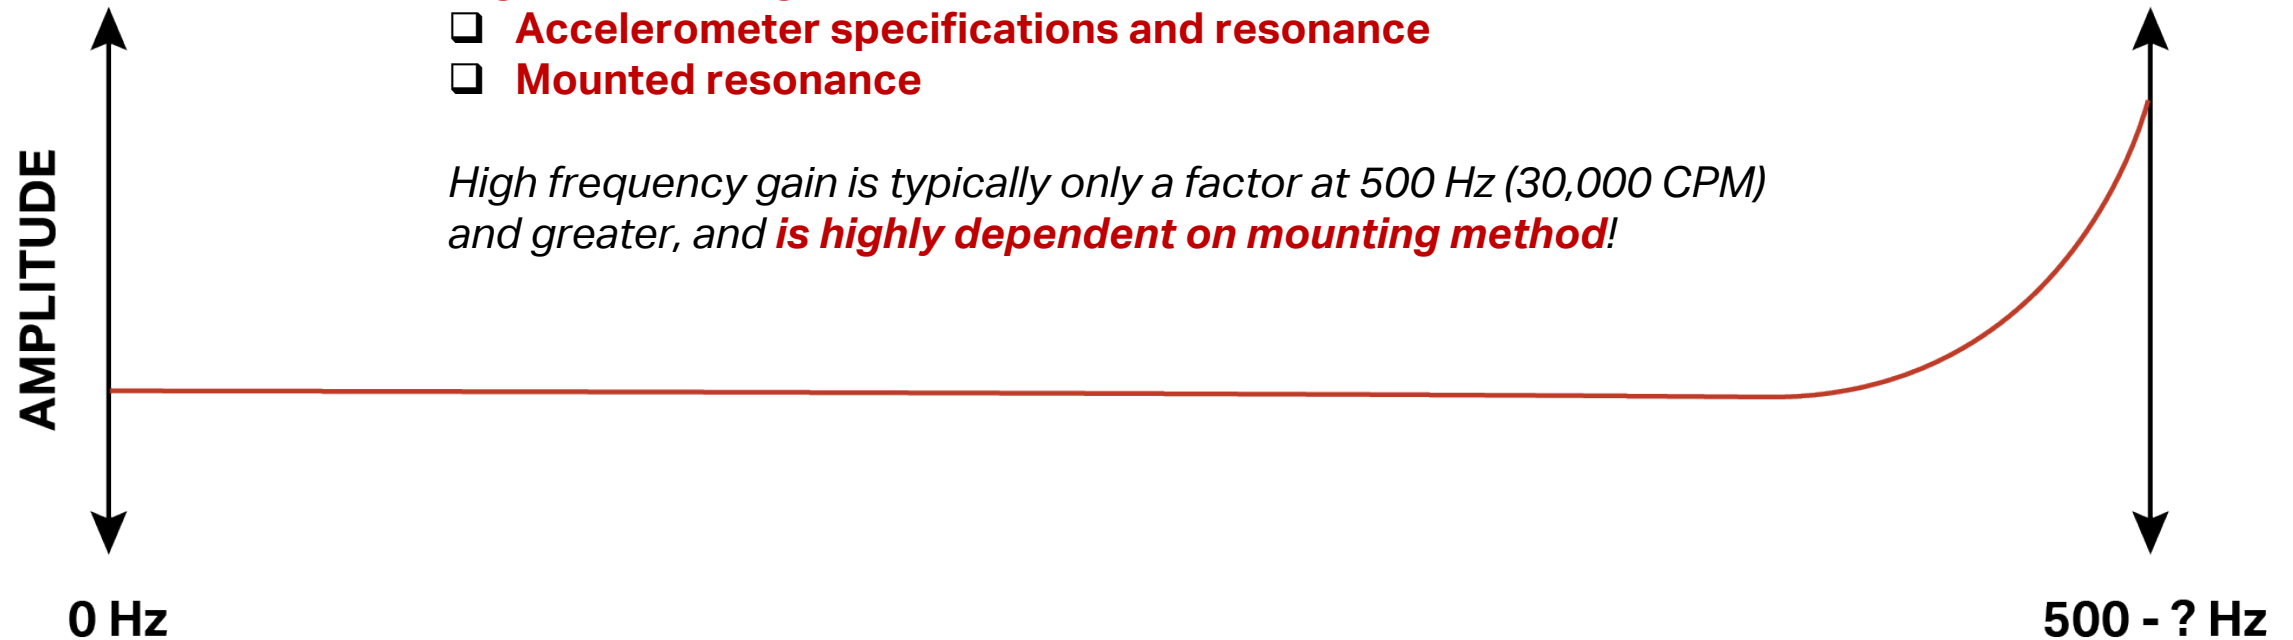 ❑ Accelerometer specifications and resonance
❑ Mounted resonance
High frequency gain is typically only a factor at 500 Hz (30,000 CPM)
and greater, and is highly dependent on mounting method!
AMPLITUDE
0 Hz
500 - ? Hz